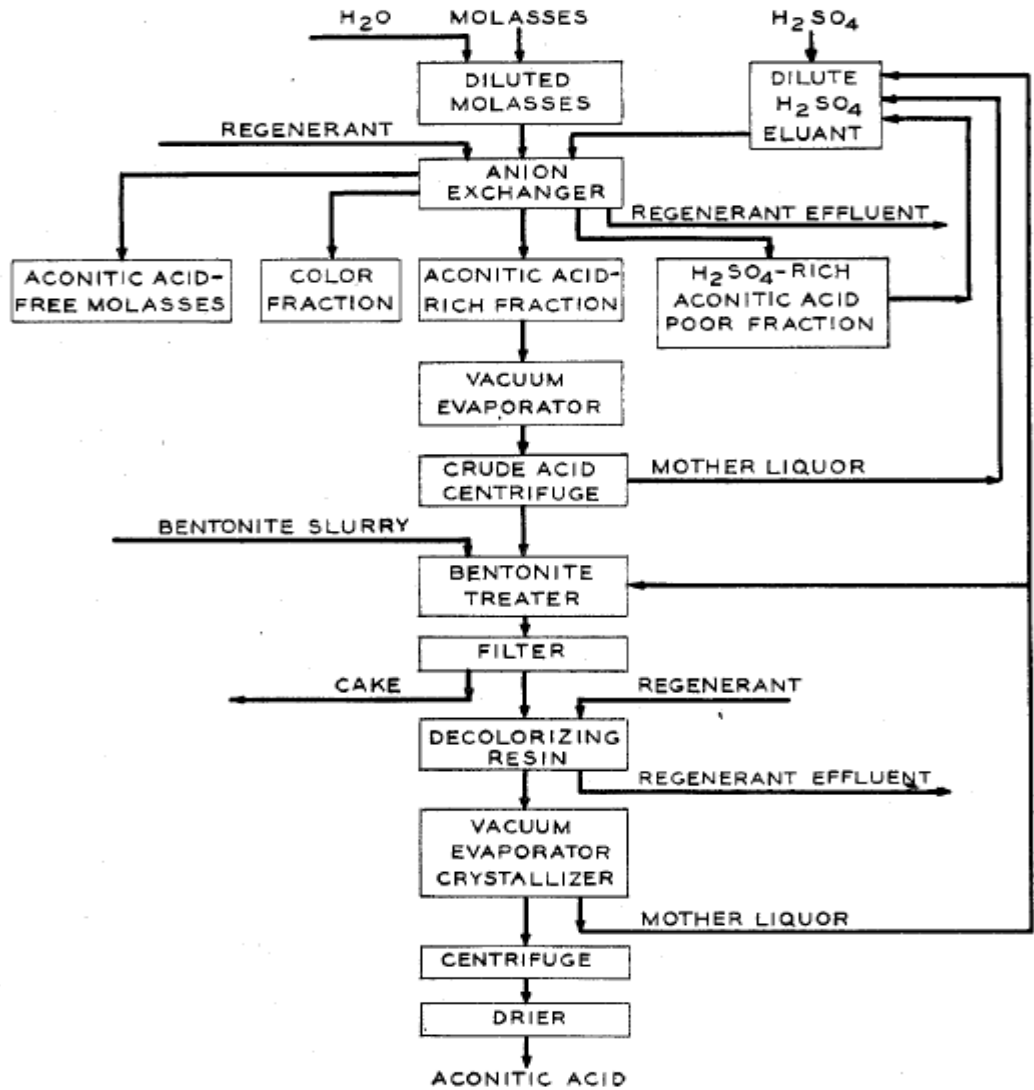 H₂O
MOLASSES
H₂SO₄
DILUTED
MOLASSES
DILUTE
H₂SO₄
ELUANT
REGENERANT
ANION
EXCHANGER
REGENERANT EFFLUENT
ACONITIC ACID-
FREE MOLASSES
COLOR
FRACTION
ACONITIC ACID-
RICH FRACTION
H₂SO₄-RICH
ACONITIC ACID
POOR FRACTION
VACUUM
EVAPORATOR
CRUDE ACID
CENTRIFUGE
MOTHER LIQUOR
BENTONITE SLURRY
BENTONITE
TREATER
FILTER
CAKE
REGENERANT
DECOLORIZING
RESIN
REGENERANT EFFLUENT
VACUUM
EVAPORATOR
CRYSTALLIZER
MOTHER LIQUOR
CENTRIFUGE
DRIER
ACONITIC ACID